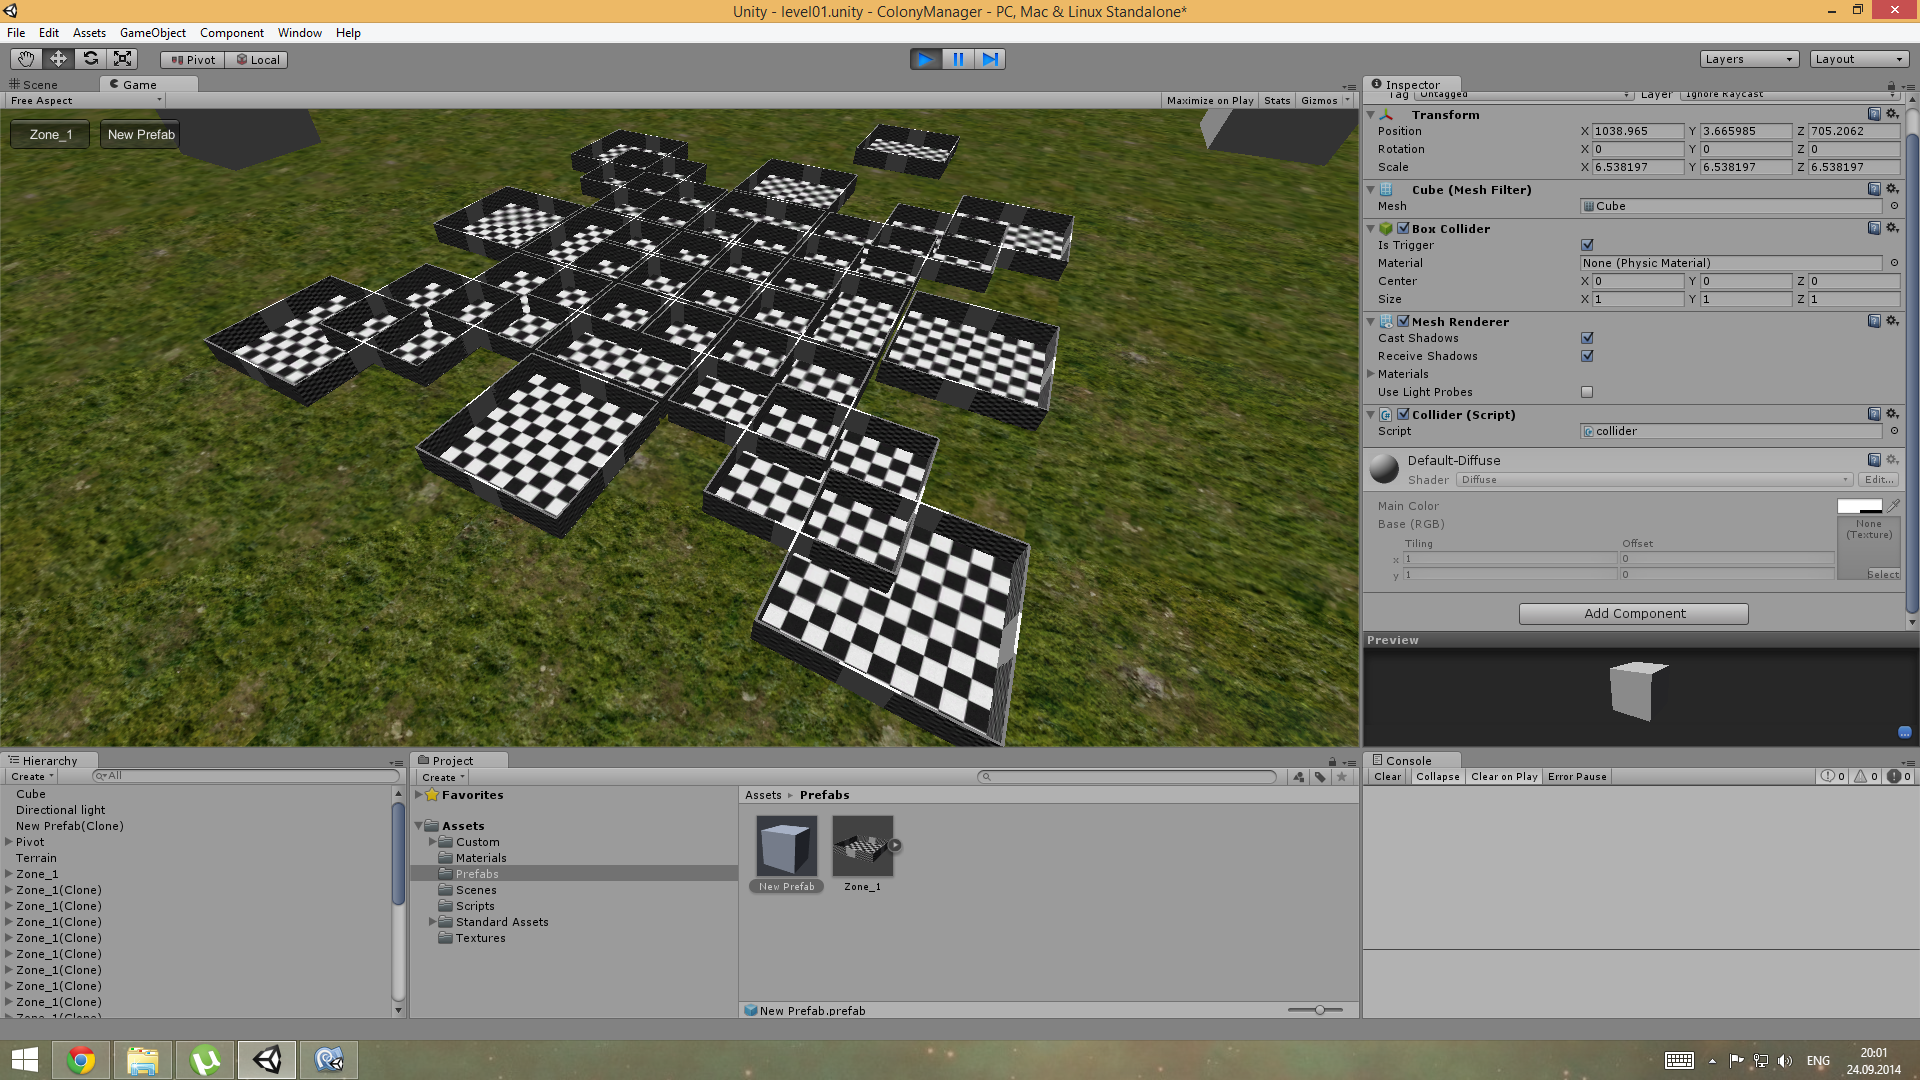 Unity - level01.unity - ColonyManager - PC, Mac & Linux Standalone*
File Edit Assets GameObject Component Window Help
Pivot Local Layers Layout
Scene Game
Free Aspect Maximize on Play Stats Gizmos
Zone_1 New Prefab
Inspector
Tag Untagged Layer Ignore Raycast
Transform
Position X 1038.965 Y 3.665985 Z 705.2062
Rotation X 0 Y 0 Z 0
Scale X 6.538197 Y 6.538197 Z 6.538197
Cube (Mesh Filter)
Mesh Cube
Box Collider
Is Trigger
Material None (Physic Material)
Center X 0 Y 0 Z 0
Size X 1 Y 1 Z 1
Mesh Renderer
Cast Shadows
Receive Shadows
Materials
Use Light Probes
Collider (Script)
Script collider
Default-Diffuse
Shader Diffuse Edit...
Main Color
Base (RGB) None
(Texture)
Tiling Offset
x 1 0
y 1 0
Select
Add Component
Preview
Hierarchy
Create All
Cube
Directional light
New Prefab(Clone)
Pivot
Terrain
Zone_1
Zone_1(Clone)
Zone_1(Clone)
Zone_1(Clone)
Zone_1(Clone)
Zone_1(Clone)
Zone_1(Clone)
Zone_1(Clone)
Zone_1(Clone)
Zone_1(Clone)
Project
Create
Favorites
Assets
Custom
Materials
Prefabs
Scenes
Scripts
Standard Assets
Textures
Assets Prefabs
New Prefab Zone_1
New Prefab.prefab
Console
Clear Collapse Clear on Play Error Pause 0 0 0
ENG 20:01
24.09.2014